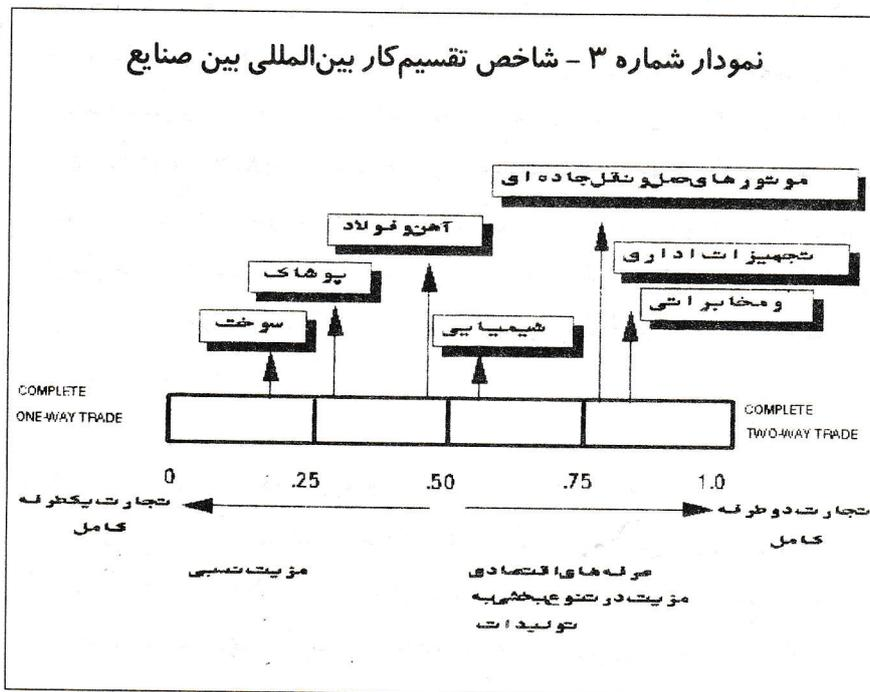 نمودار شماره ۳ - شاخص تقسیم‌کار بین‌المللی بین صنایع
موتورهای حمل و نقل جاده ای
آهن و فولاد
تجهیزات اداری
پوشاک
و مخابراتی
شیمیایی
سوخت
COMPLETE
ONE-WAY TRADE
COMPLETE
TWO-WAY TRADE
0 .25 .50 .75 1.0
تجارت یکطرفه
کامل
تجارت دوطرفه
کامل
مزیت نسبی
صرفه های اقتصادی
مزیت در تنوع بخشی به
تولیدات